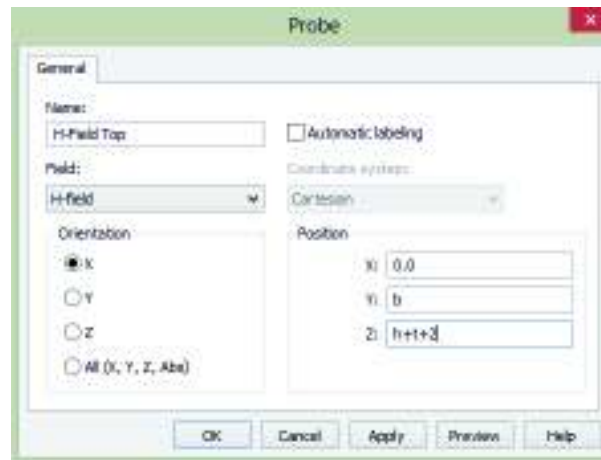 Probe
General
Name:
H-Field Top
Automatic labeling
Field:
Coordinate system:
H-field
Cartesian
Orientation
Position
X
X: 0.0
Y
Y: b
Z
Z: h+t+2
All (X, Y, Z, Abs)
OK Cancel Apply Preview Help